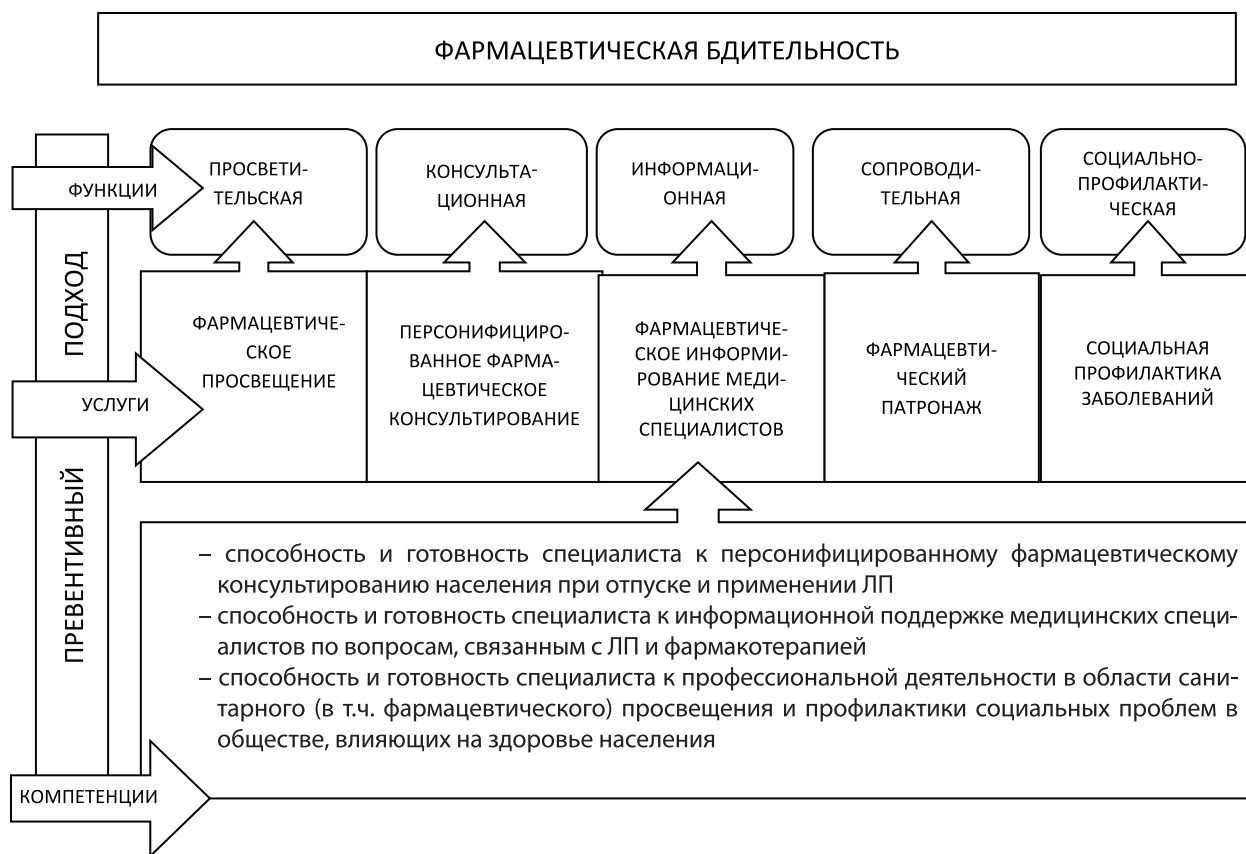 ФАРМАЦЕВТИЧЕСКАЯ БДИТЕЛЬНОСТЬ
ФУНКЦИИ
ПРОСВЕТИ-
ТЕЛЬСКАЯ
КОНСУЛЬТА-
ЦИОННАЯ
ИНФОРМАЦИ-
ОННАЯ
СОПРОВОДИ-
ТЕЛЬНАЯ
СОЦИАЛЬНО-
ПРОФИЛАКТИ-
ЧЕСКАЯ
ПРЕВЕНТИВНЫЙ ПОДХОД
УСЛУГИ
ФАРМАЦЕВТИЧЕ-
СКОЕ
ПРОСВЕЩЕНИЕ
ПЕРСОНИФИЦИРО-
ВАННОЕ ФАРМА-
ЦЕВТИЧЕСКОЕ
КОНСУЛЬТИРОВАНИЕ
ФАРМАЦЕВТИЧЕ-
СКОЕ ИНФОРМИ-
РОВАНИЕ МЕДИ-
ЦИНСКИХ
СПЕЦИАЛИСТОВ
ФАРМАЦЕВТИ-
ЧЕСКИЙ
ПАТРОНАЖ
СОЦИАЛЬНАЯ
ПРОФИЛАКТИКА
ЗАБОЛЕВАНИЙ
– способность и готовность специалиста к персонифицированному фармацевтическому
консультированию населения при отпуске и применении ЛП
– способность и готовность специалиста к информационной поддержке медицинских специ-
алистов по вопросам, связанным с ЛП и фармакотерапией
– способность и готовность специалиста к профессиональной деятельности в области сани-
тарного (в т.ч. фармацевтического) просвещения и профилактики социальных проблем в
обществе, влияющих на здоровье населения
КОМПЕТЕНЦИИ